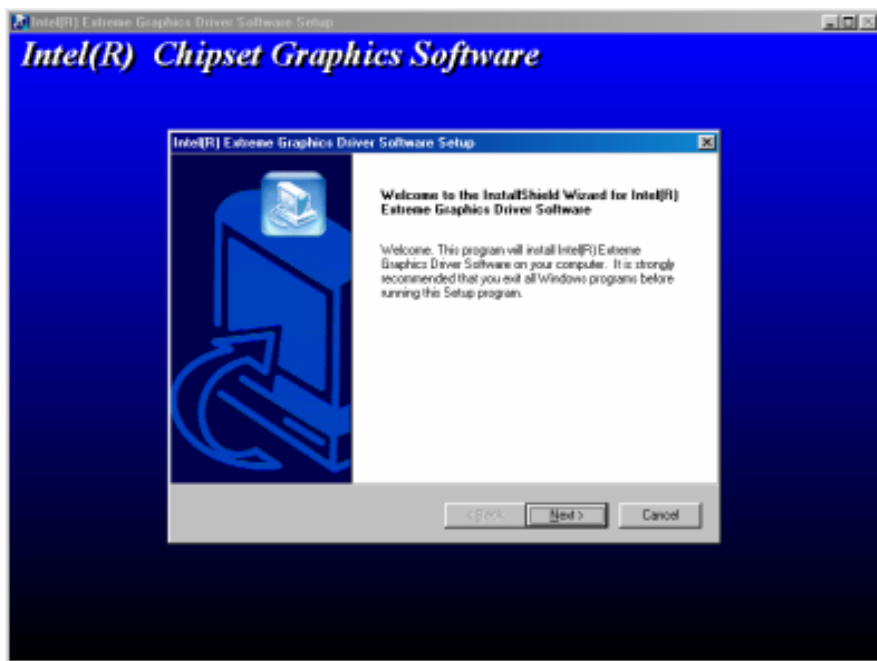 Intel(R) Extreme Graphics Driver Software Setup
Intel(R) Chipset Graphics Software
Intel(R) Extreme Graphics Driver Software Setup
Welcome to the InstallShield Wizard for Intel(R)
Extreme Graphics Driver Software
Welcome. This program will install Intel(R) Extreme
Graphics Driver Software on your computer. It is strongly
recommended that you exit all Windows programs before
running this Setup program.
< Back
Next >
Cancel